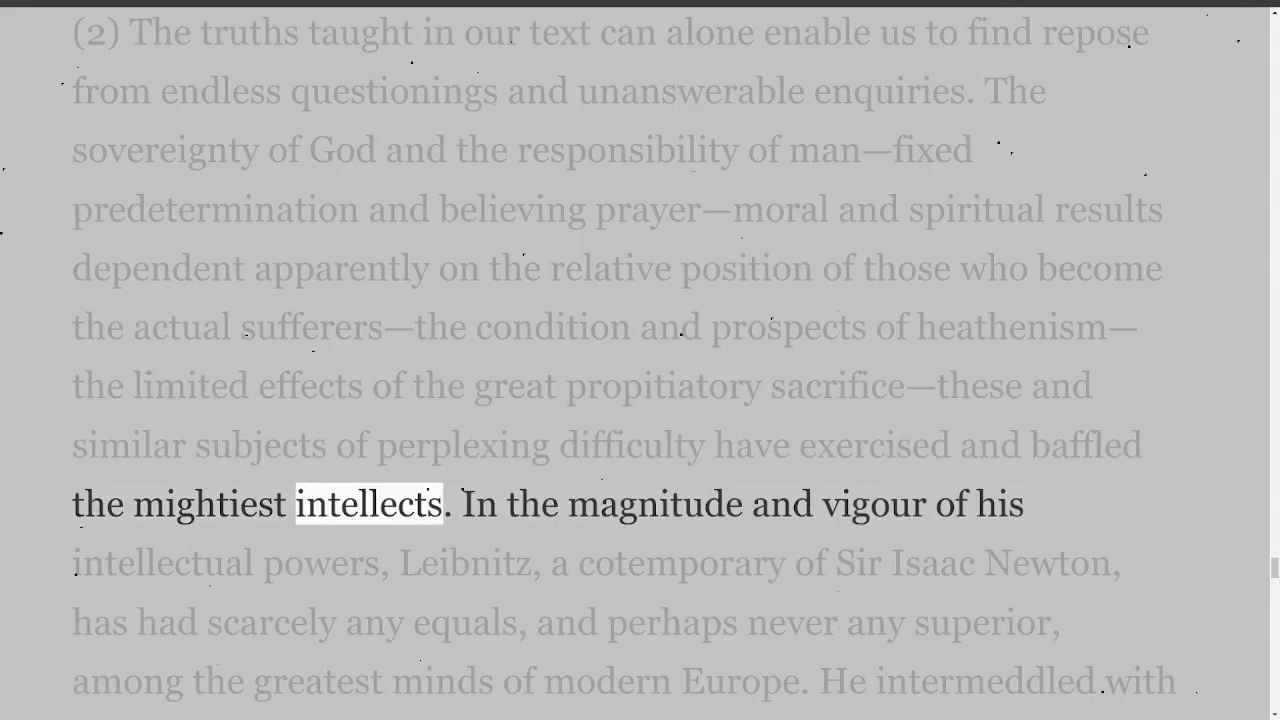 (2) The truths taught in our text can alone enable us to find repose
from endless questionings and unanswerable enquiries. The
sovereignty of God and the responsibility of man—fixed
predetermination and believing prayer—moral and spiritual results
dependent apparently on the relative position of those who become
the actual sufferers—the condition and prospects of heathenism—
the limited effects of the great propitiatory sacrifice—these and
similar subjects of perplexing difficulty have exercised and baffled
the mightiest intellects. In the magnitude and vigour of his
intellectual powers, Leibnitz, a cotemporary of Sir Isaac Newton,
has had scarcely any equals, and perhaps never any superior,
among the greatest minds of modern Europe. He intermeddled with